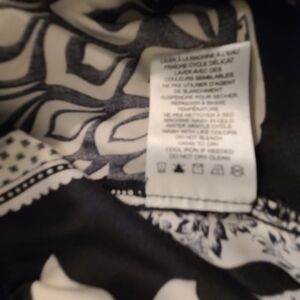 LAVER À LA MACHINE À L'EAU
FRAÎCHE CYCLE DÉLICAT
LAVER AVEC DES
COULEURS SEMBLABLES
NE PAS UTILISER D'AGENT
DE BLANCHIMENT
SUSPENDRE POUR SÉCHER
REPASSER À BASSE
TEMPÉRATURE
NE PAS NETTOYER À SEC
MACHINE WASH IN COLD
WATER GENTLE CYCLE
WASH WITH LIKE COLORS
DO NOT BLEACH
HANG TO DRY
COOL IRON IF NEEDED
DO NOT DRY CLEAN